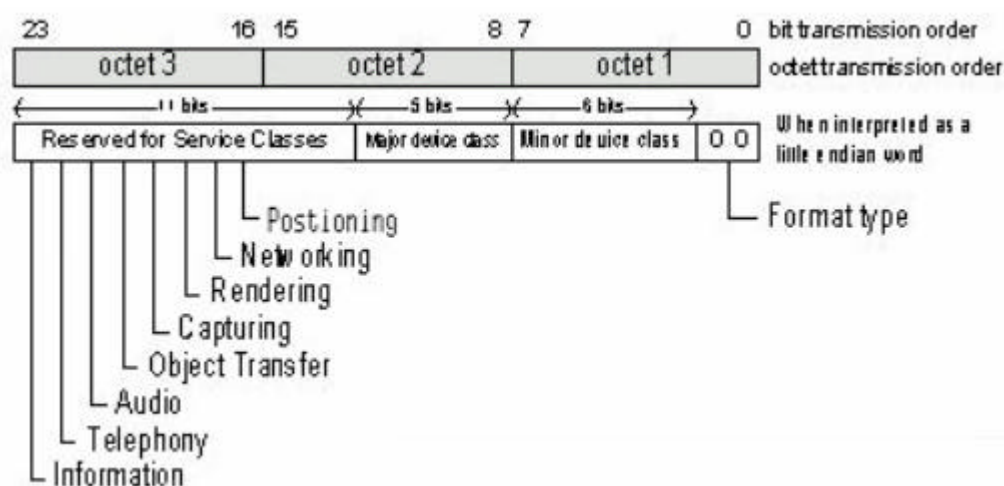 23 16 15 8 7 0 bit transmission order
octet 3 octet 2 octet 1 octet transmission order
11 bits 5 bits 6 bits
Reserved for Service Classes Major device class Minor device class 0 0 When interpreted as a
little endian word
Postioning Format type
Networking
Rendering
Capturing
Object Transfer
Audio
Telephony
Information